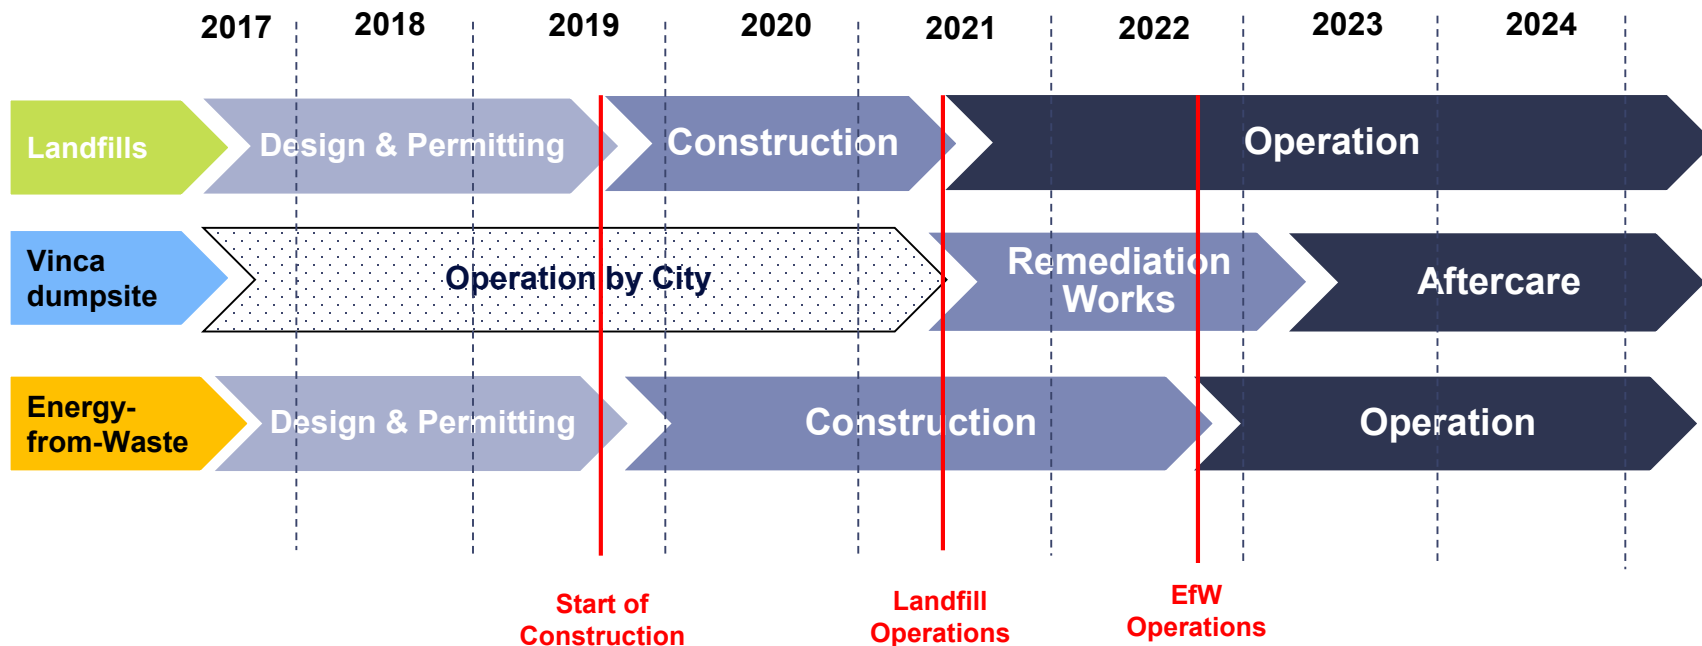 2017 2018 2019 2020 2021 2022 2023 2024
Landfills
Design & Permitting
Construction
Operation
Vinca
dumpsite
Operation by City
Remediation
Works
Aftercare
Energy-
from-Waste
Design & Permitting
Construction
Operation
Start of
Construction
Landfill
Operations
EfW
Operations